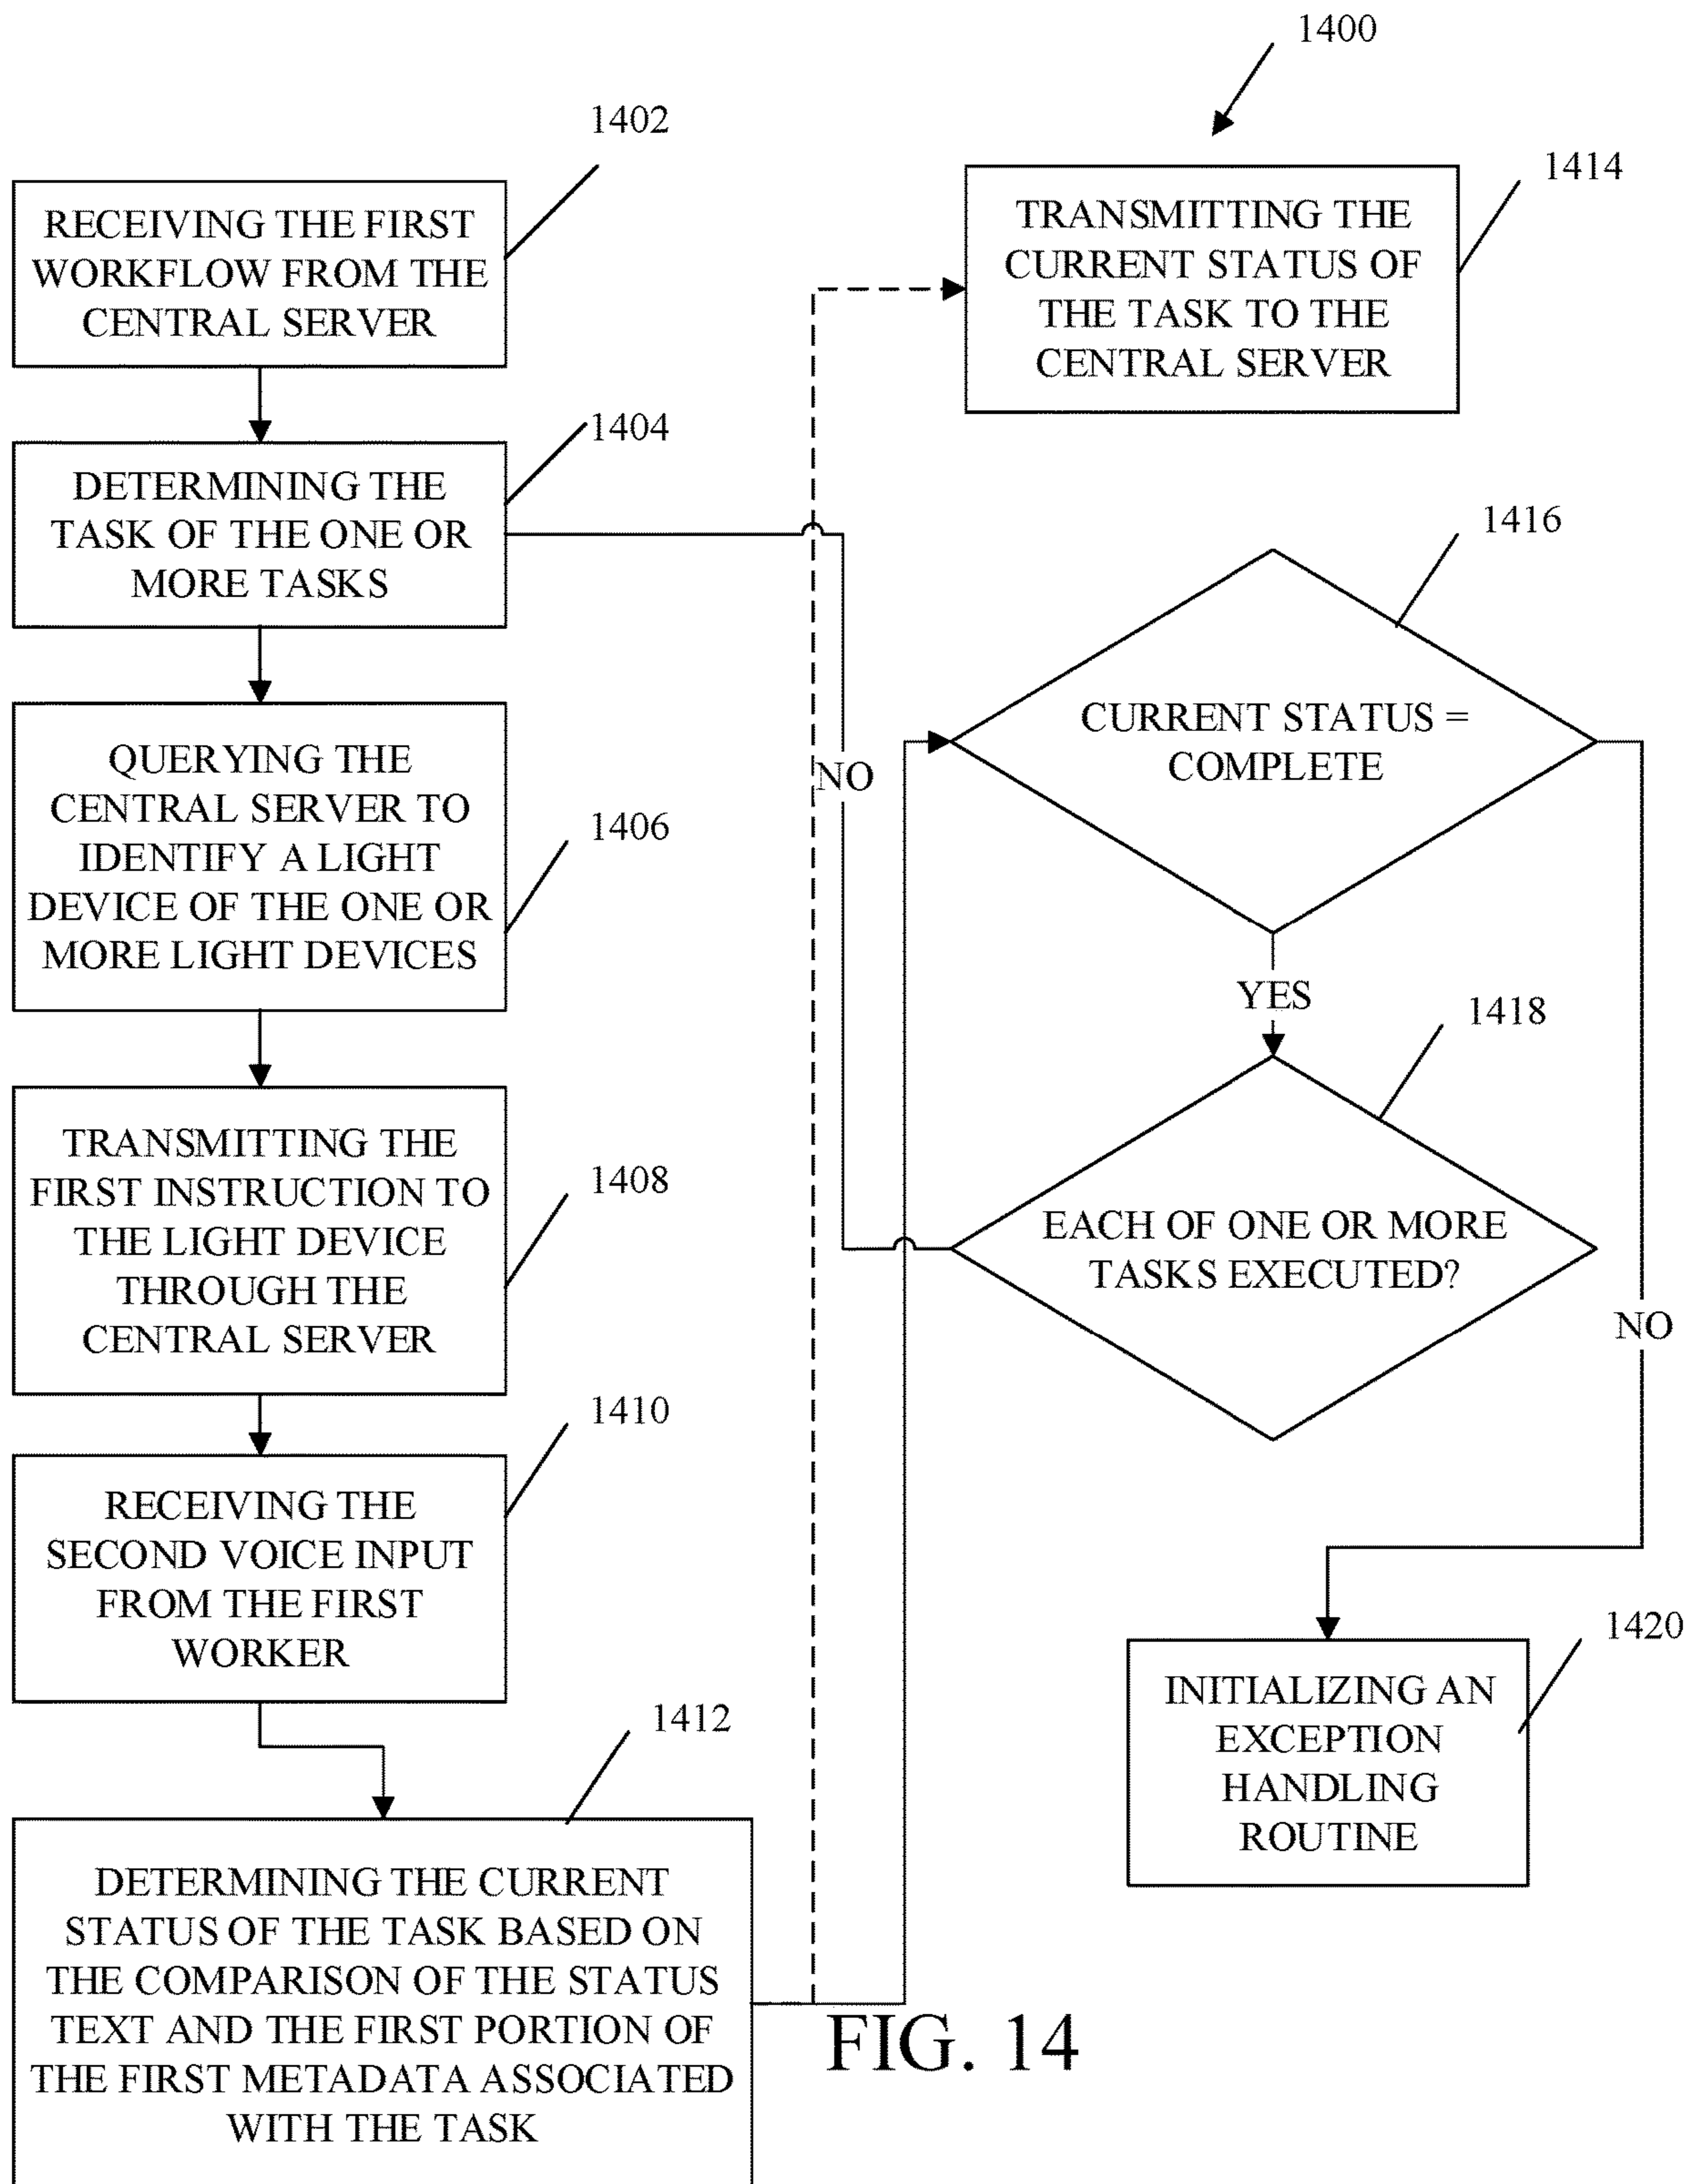 1400
1402
RECEIVING THE FIRST
WORKFLOW FROM THE
CENTRAL SERVER
1404
DETERMINING THE
TASK OF THE ONE OR
MORE TASKS
1406
QUERYING THE
CENTRAL SERVER TO
IDENTIFY A LIGHT
DEVICE OF THE ONE OR
MORE LIGHT DEVICES
1408
TRANSMITTING THE
FIRST INSTRUCTION TO
THE LIGHT DEVICE
THROUGH THE
CENTRAL SERVER
1410
RECEIVING THE
SECOND VOICE INPUT
FROM THE FIRST
WORKER
1412
DETERMINING THE CURRENT
STATUS OF THE TASK BASED ON
THE COMPARISON OF THE STATUS
TEXT AND THE FIRST PORTION OF
THE FIRST METADATA ASSOCIATED
WITH THE TASK
1414
TRANSMITTING THE
CURRENT STATUS OF
THE TASK TO THE
CENTRAL SERVER
1416
CURRENT STATUS =
COMPLETE
NO
YES
1418
EACH OF ONE OR MORE
TASKS EXECUTED?
NO
1420
INITIALIZING AN
EXCEPTION
HANDLING
ROUTINE
FIG. 14